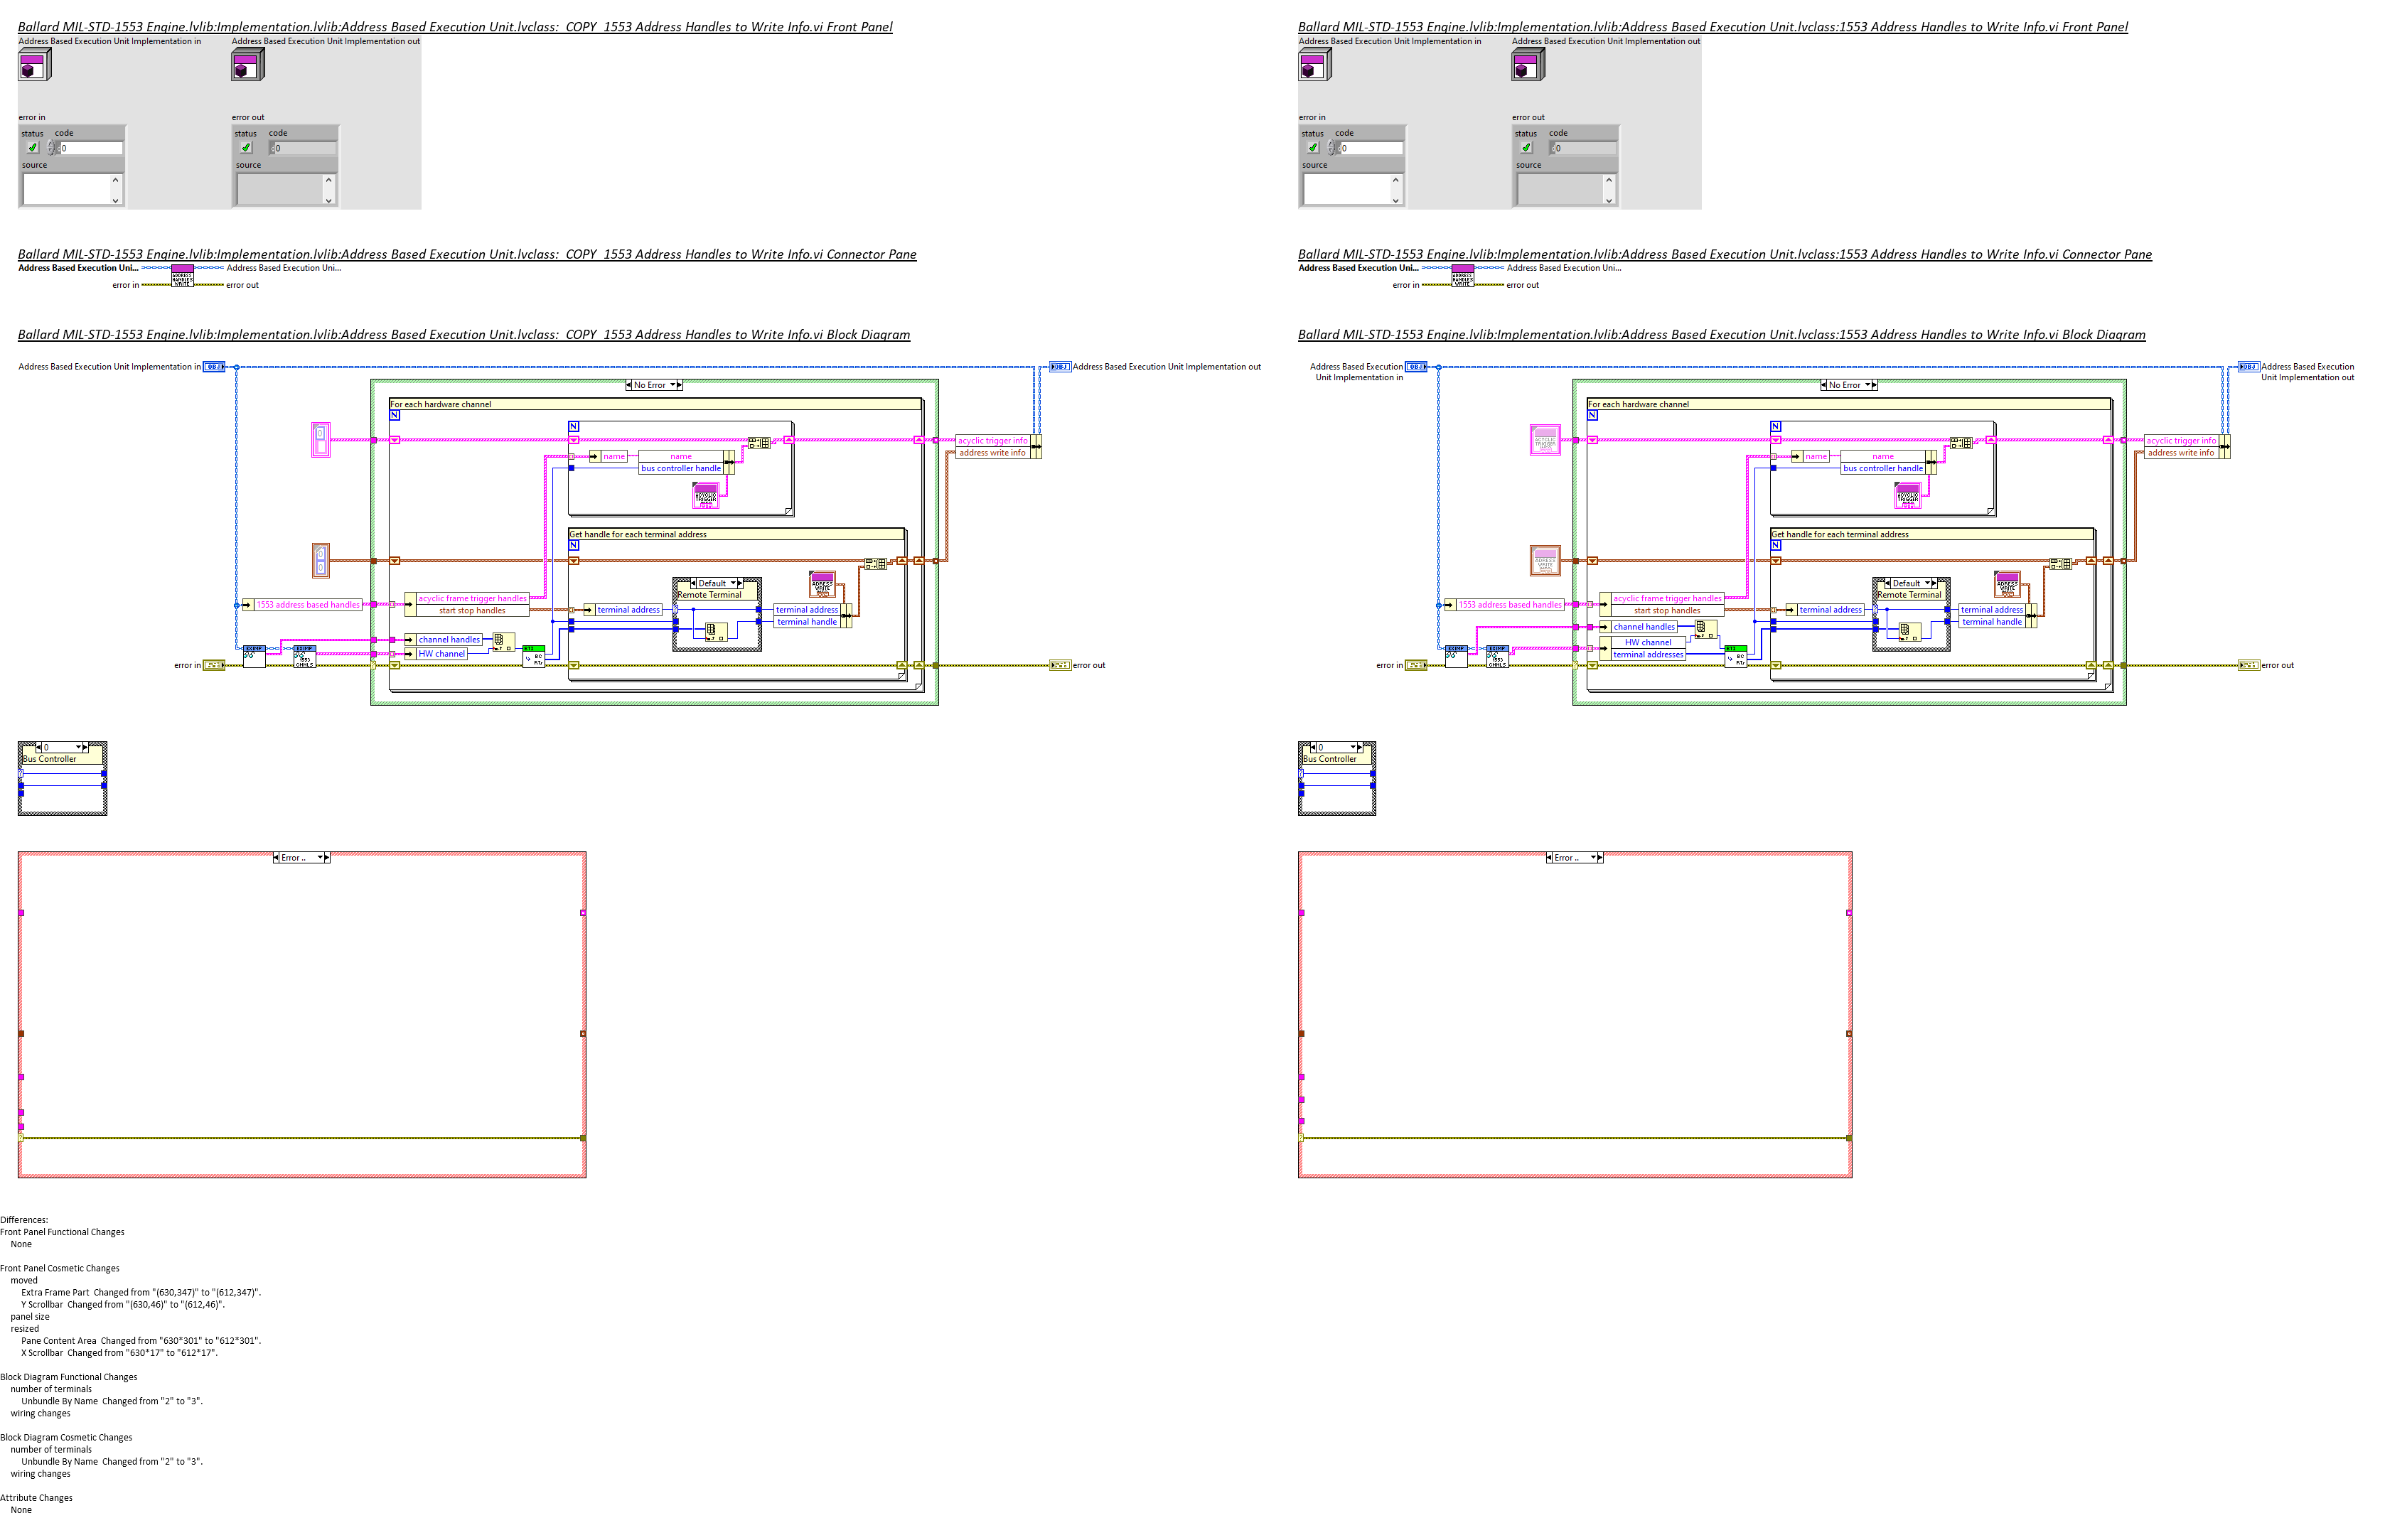 Ballard MIL-STD-1553 Engine.lvlib:Implementation.lvlib:Address Based Execution Unit.lvclass:_COPY_1553 Address Handles to Write Info.vi Front Panel
Address Based Execution Unit Implementation in
Address Based Execution Unit Implementation out
error in
error out
status code
status code
0
0
source
source
Ballard MIL-STD-1553 Engine.lvlib:Implementation.lvlib:Address Based Execution Unit.lvclass:1553 Address Handles to Write Info.vi Front Panel
Address Based Execution Unit Implementation in
Address Based Execution Unit Implementation out
error in
error out
status code
status code
0
0
source
source
Ballard MIL-STD-1553 Engine.lvlib:Implementation.lvlib:Address Based Execution Unit.lvclass:_COPY_1553 Address Handles to Write Info.vi Connector Pane
Address Based Execution Uni...
Address Based Execution Uni...
ADDRESS HANDLES WRITE
error in
error out
Ballard MIL-STD-1553 Engine.lvlib:Implementation.lvlib:Address Based Execution Unit.lvclass:1553 Address Handles to Write Info.vi Connector Pane
Address Based Execution Uni...
Address Based Execution Uni...
ADDRESS HANDLES WRITE
error in
error out
Ballard MIL-STD-1553 Engine.lvlib:Implementation.lvlib:Address Based Execution Unit.lvclass:_COPY_1553 Address Handles to Write Info.vi Block Diagram
Address Based Execution Unit Implementation in
OBJ
OBJ
Address Based Execution Unit Implementation out
No Error
For each hardware channel
N
N
acyclic trigger info
address write info
name
name
bus controller handle
ACYCLIC TRIGGER
Get handle for each terminal address
N
Default
Remote Terminal
ADRESS WRITE
1553 address based handles
acyclic frame trigger handles
start stop handles
terminal address
terminal address
terminal handle
channel handles
HW channel
error in
error out
Ballard MIL-STD-1553 Engine.lvlib:Implementation.lvlib:Address Based Execution Unit.lvclass:1553 Address Handles to Write Info.vi Block Diagram
Address Based Execution
Unit Implementation in
OBJ
OBJ
Address Based Execution
Unit Implementation out
No Error
For each hardware channel
N
N
acyclic trigger info
address write info
name
name
bus controller handle
ACYCLIC TRIGGER
Get handle for each terminal address
N
Default
Remote Terminal
ADRESS WRITE
1553 address based handles
acyclic frame trigger handles
start stop handles
terminal address
terminal address
terminal handle
channel handles
HW channel
terminal addresses
error in
error out
0
Bus Controller
0
Bus Controller
Error ..
Error ..
Differences:
Front Panel Functional Changes
None
Front Panel Cosmetic Changes
moved
Extra Frame Part Changed from "(630,347)" to "(612,347)".
Y Scrollbar Changed from "(630,46)" to "(612,46)".
panel size
resized
Pane Content Area Changed from "630*301" to "612*301".
X Scrollbar Changed from "630*17" to "612*17".
Block Diagram Functional Changes
number of terminals
Unbundle By Name Changed from "2" to "3".
wiring changes
Block Diagram Cosmetic Changes
number of terminals
Unbundle By Name Changed from "2" to "3".
wiring changes
Attribute Changes
None